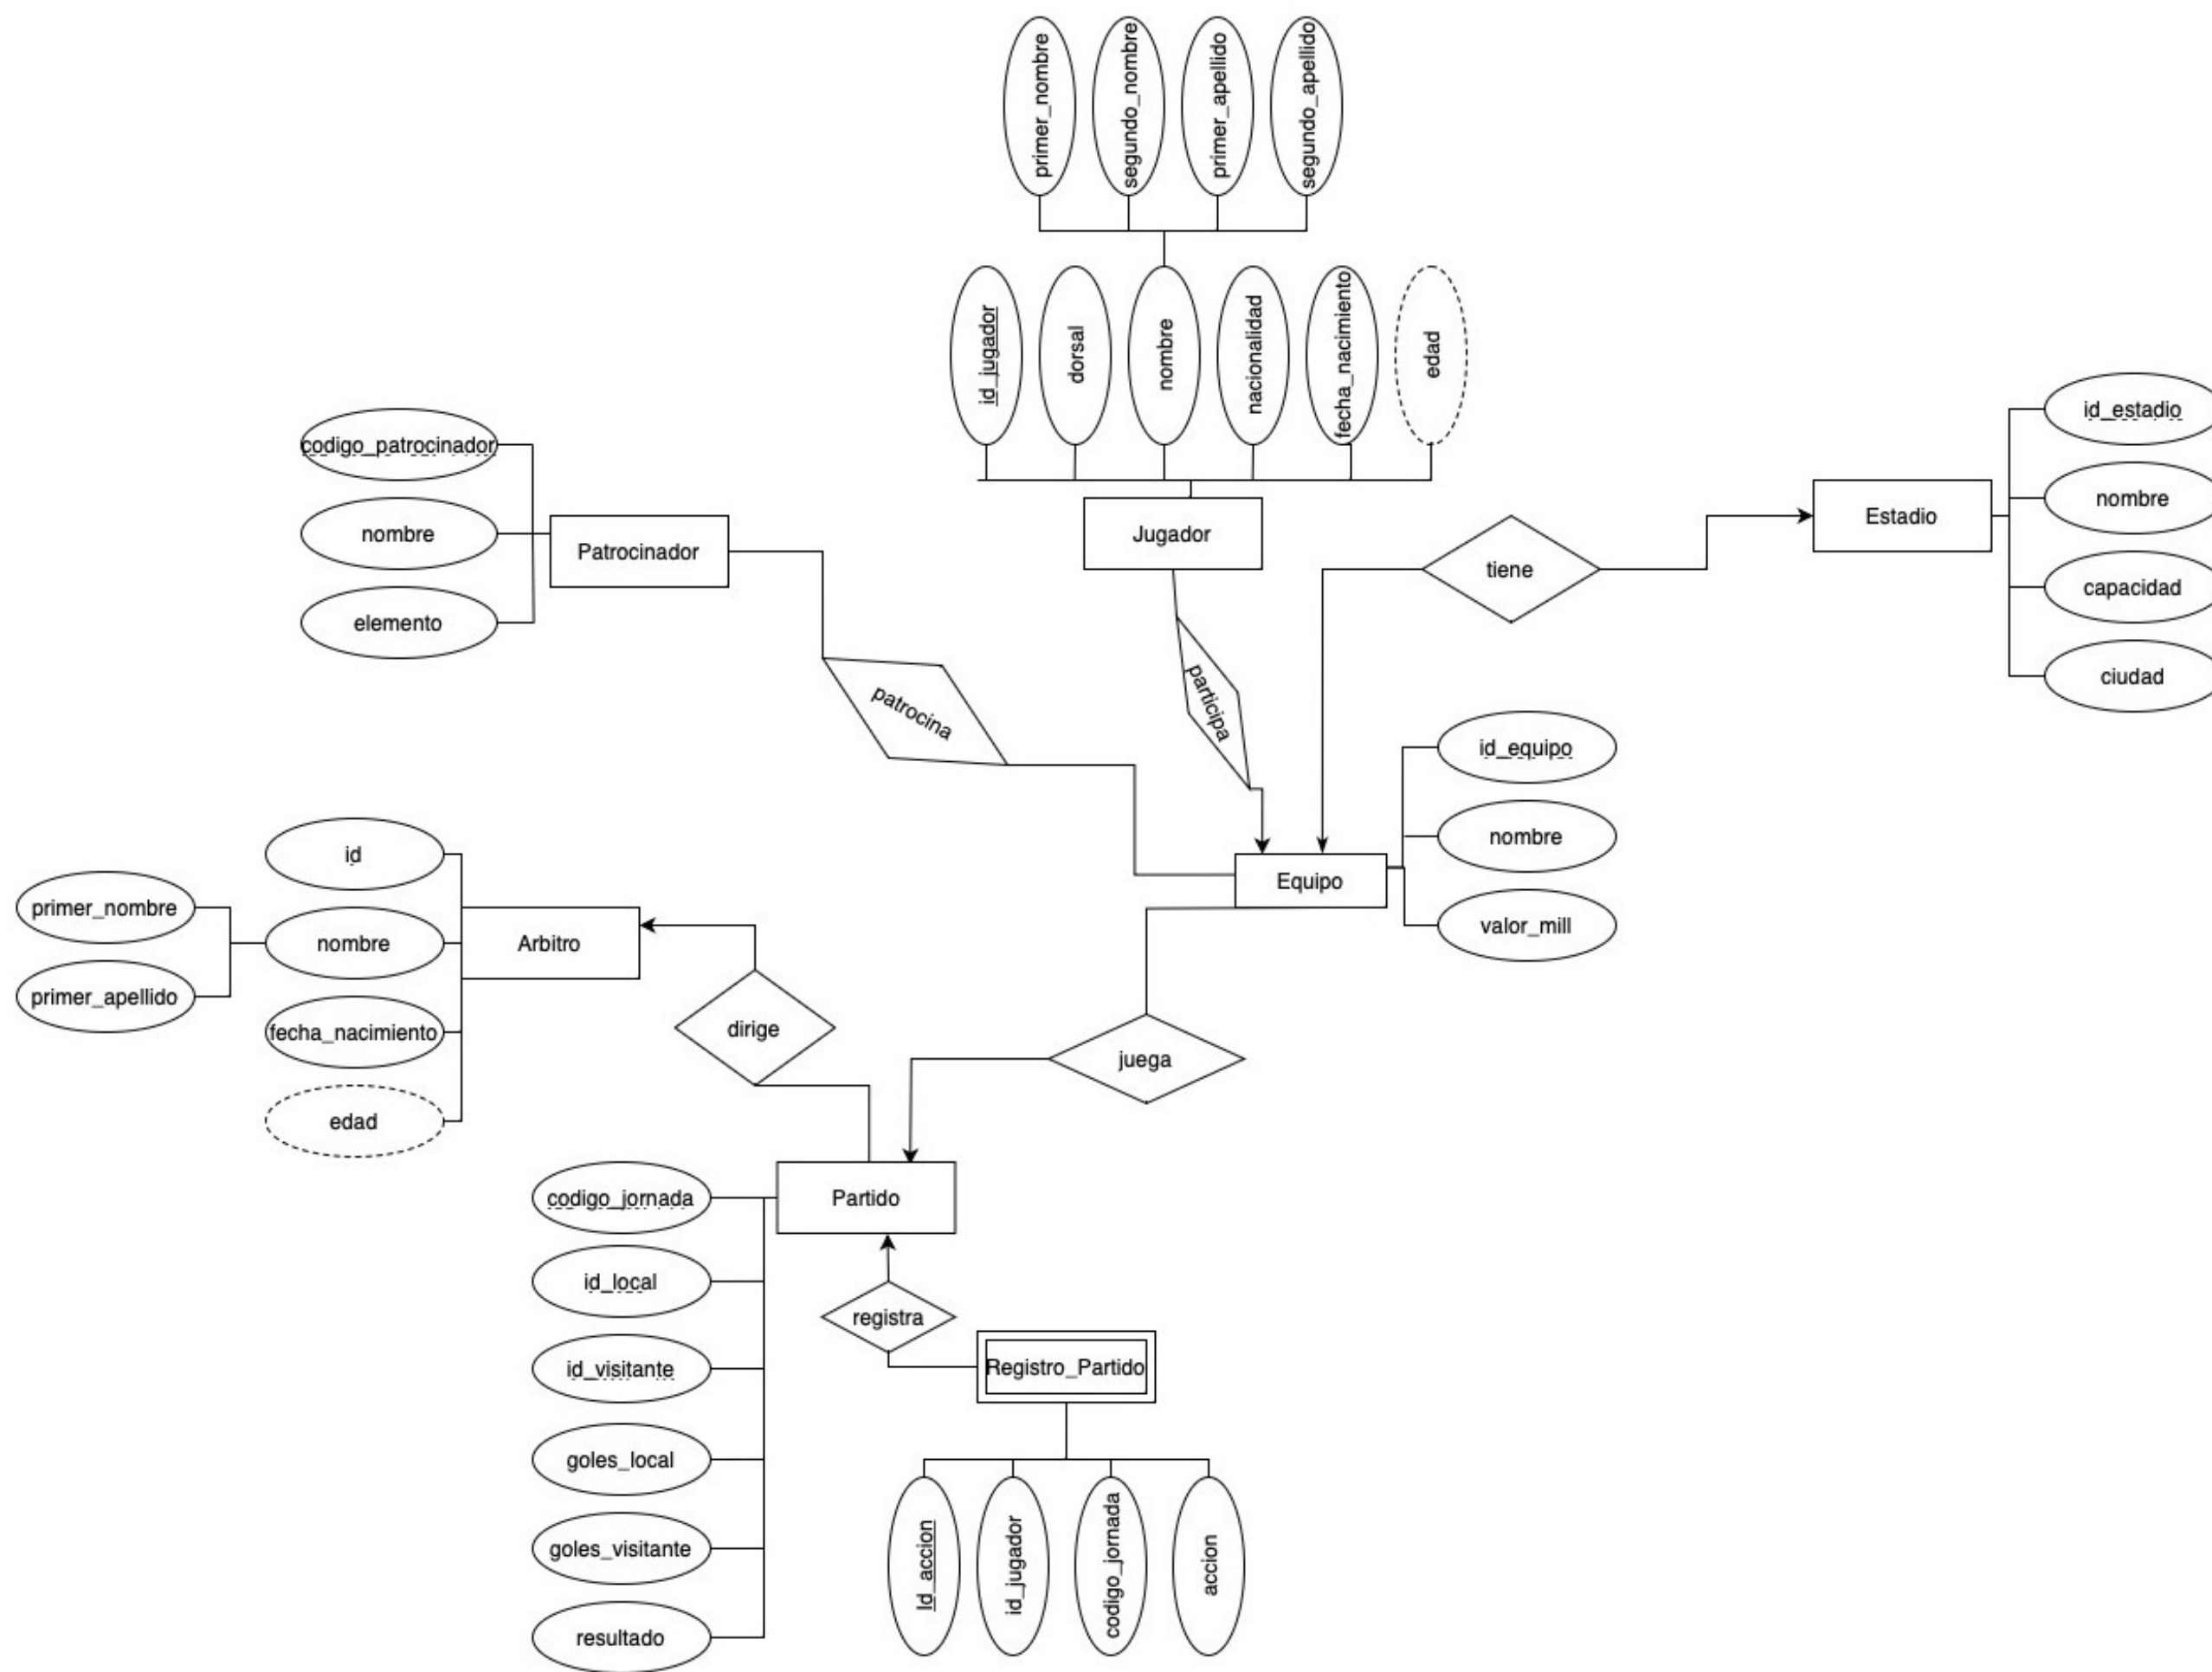 primer_nombre
segundo_nombre
primer_apellido
segundo_apellido
id_jugador
dorsal
nombre
nacionalidad
fecha_nacimiento
edad
Jugador
codigo_patrocinador
nombre
elemento
Patrocinador
patrocina
participa
tiene
Estadio
id_estadio
nombre
capacidad
ciudad
id_equipo
nombre
valor_mill
Equipo
id
nombre
fecha_nacimiento
edad
primer_nombre
primer_apellido
Arbitro
dirige
juega
Partido
codigo_jornada
id_local
id_visitante
goles_local
goles_visitante
resultado
registra
Registro_Partido
Id_accion
id_jugador
codigo_jornada
accion